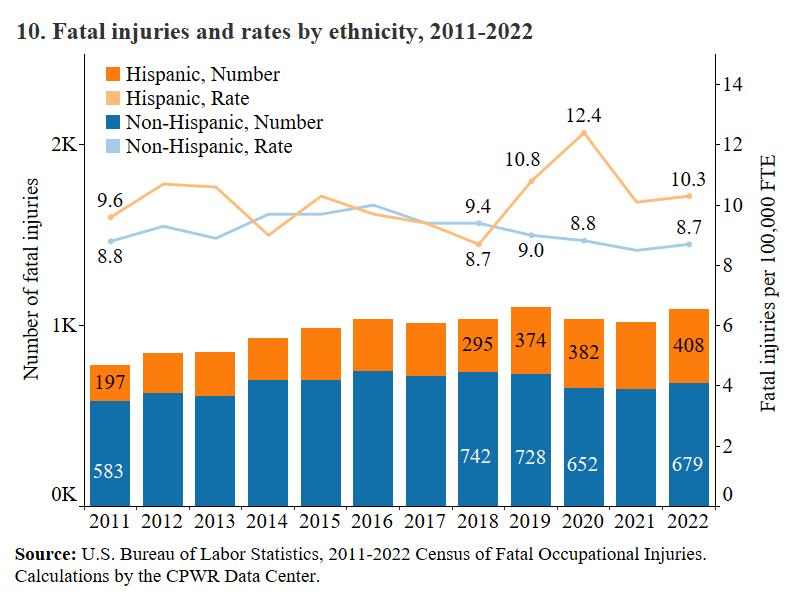 10. Fatal injuries and rates by ethnicity, 2011-2022
Hispanic, Number
Hispanic, Rate
Non-Hispanic, Number
Non-Hispanic, Rate
Number of fatal injuries
2K
1K
0K
Fatal injuries per 100,000 FTE
14
12
10
8
6
4
2
0
9.6
8.8
9.4
8.7
10.8
9.0
12.4
8.8
10.3
8.7
197
295
374
382
408
583
742
728
652
679
2011 2012 2013 2014 2015 2016 2017 2018 2019 2020 2021 2022
Source: U.S. Bureau of Labor Statistics, 2011-2022 Census of Fatal Occupational Injuries.
Calculations by the CPWR Data Center.